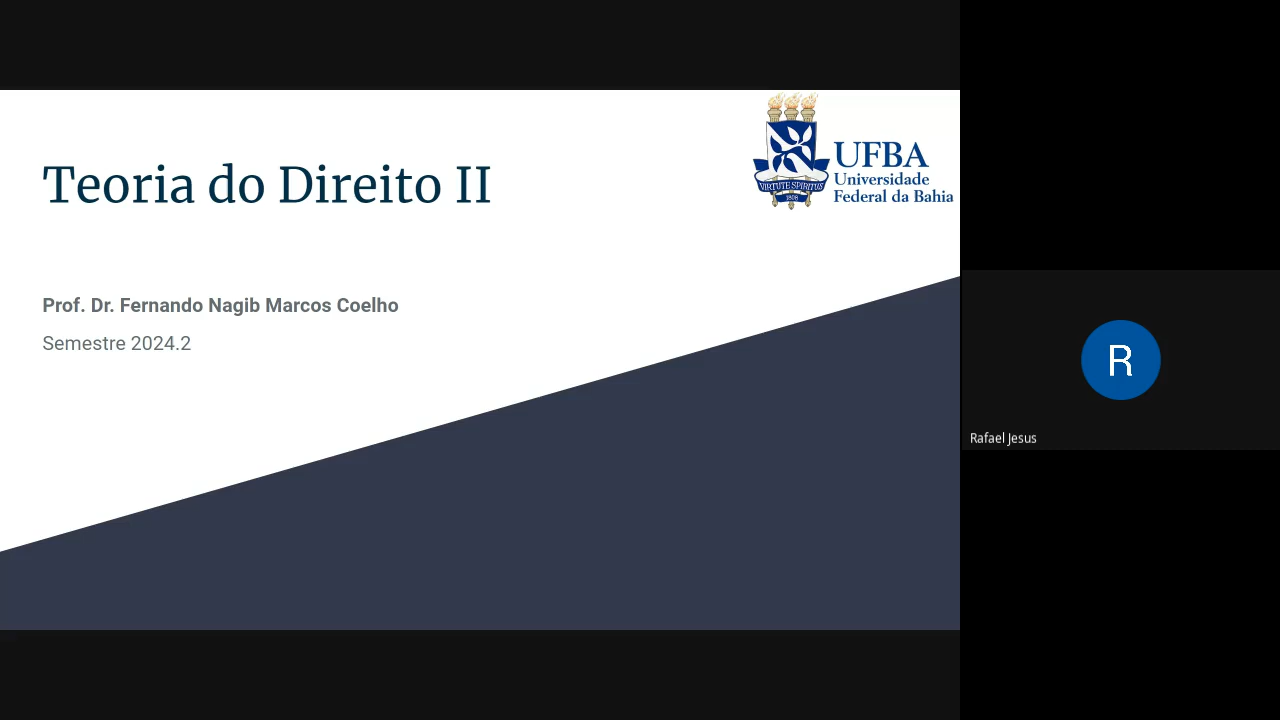 Teoria do Direito II
VIRTUTE SPIRITUS
1808
UFBA
Universidade
Federal da Bahia
Prof. Dr. Fernando Nagib Marcos Coelho
Semestre 2024.2
R
Rafael Jesus